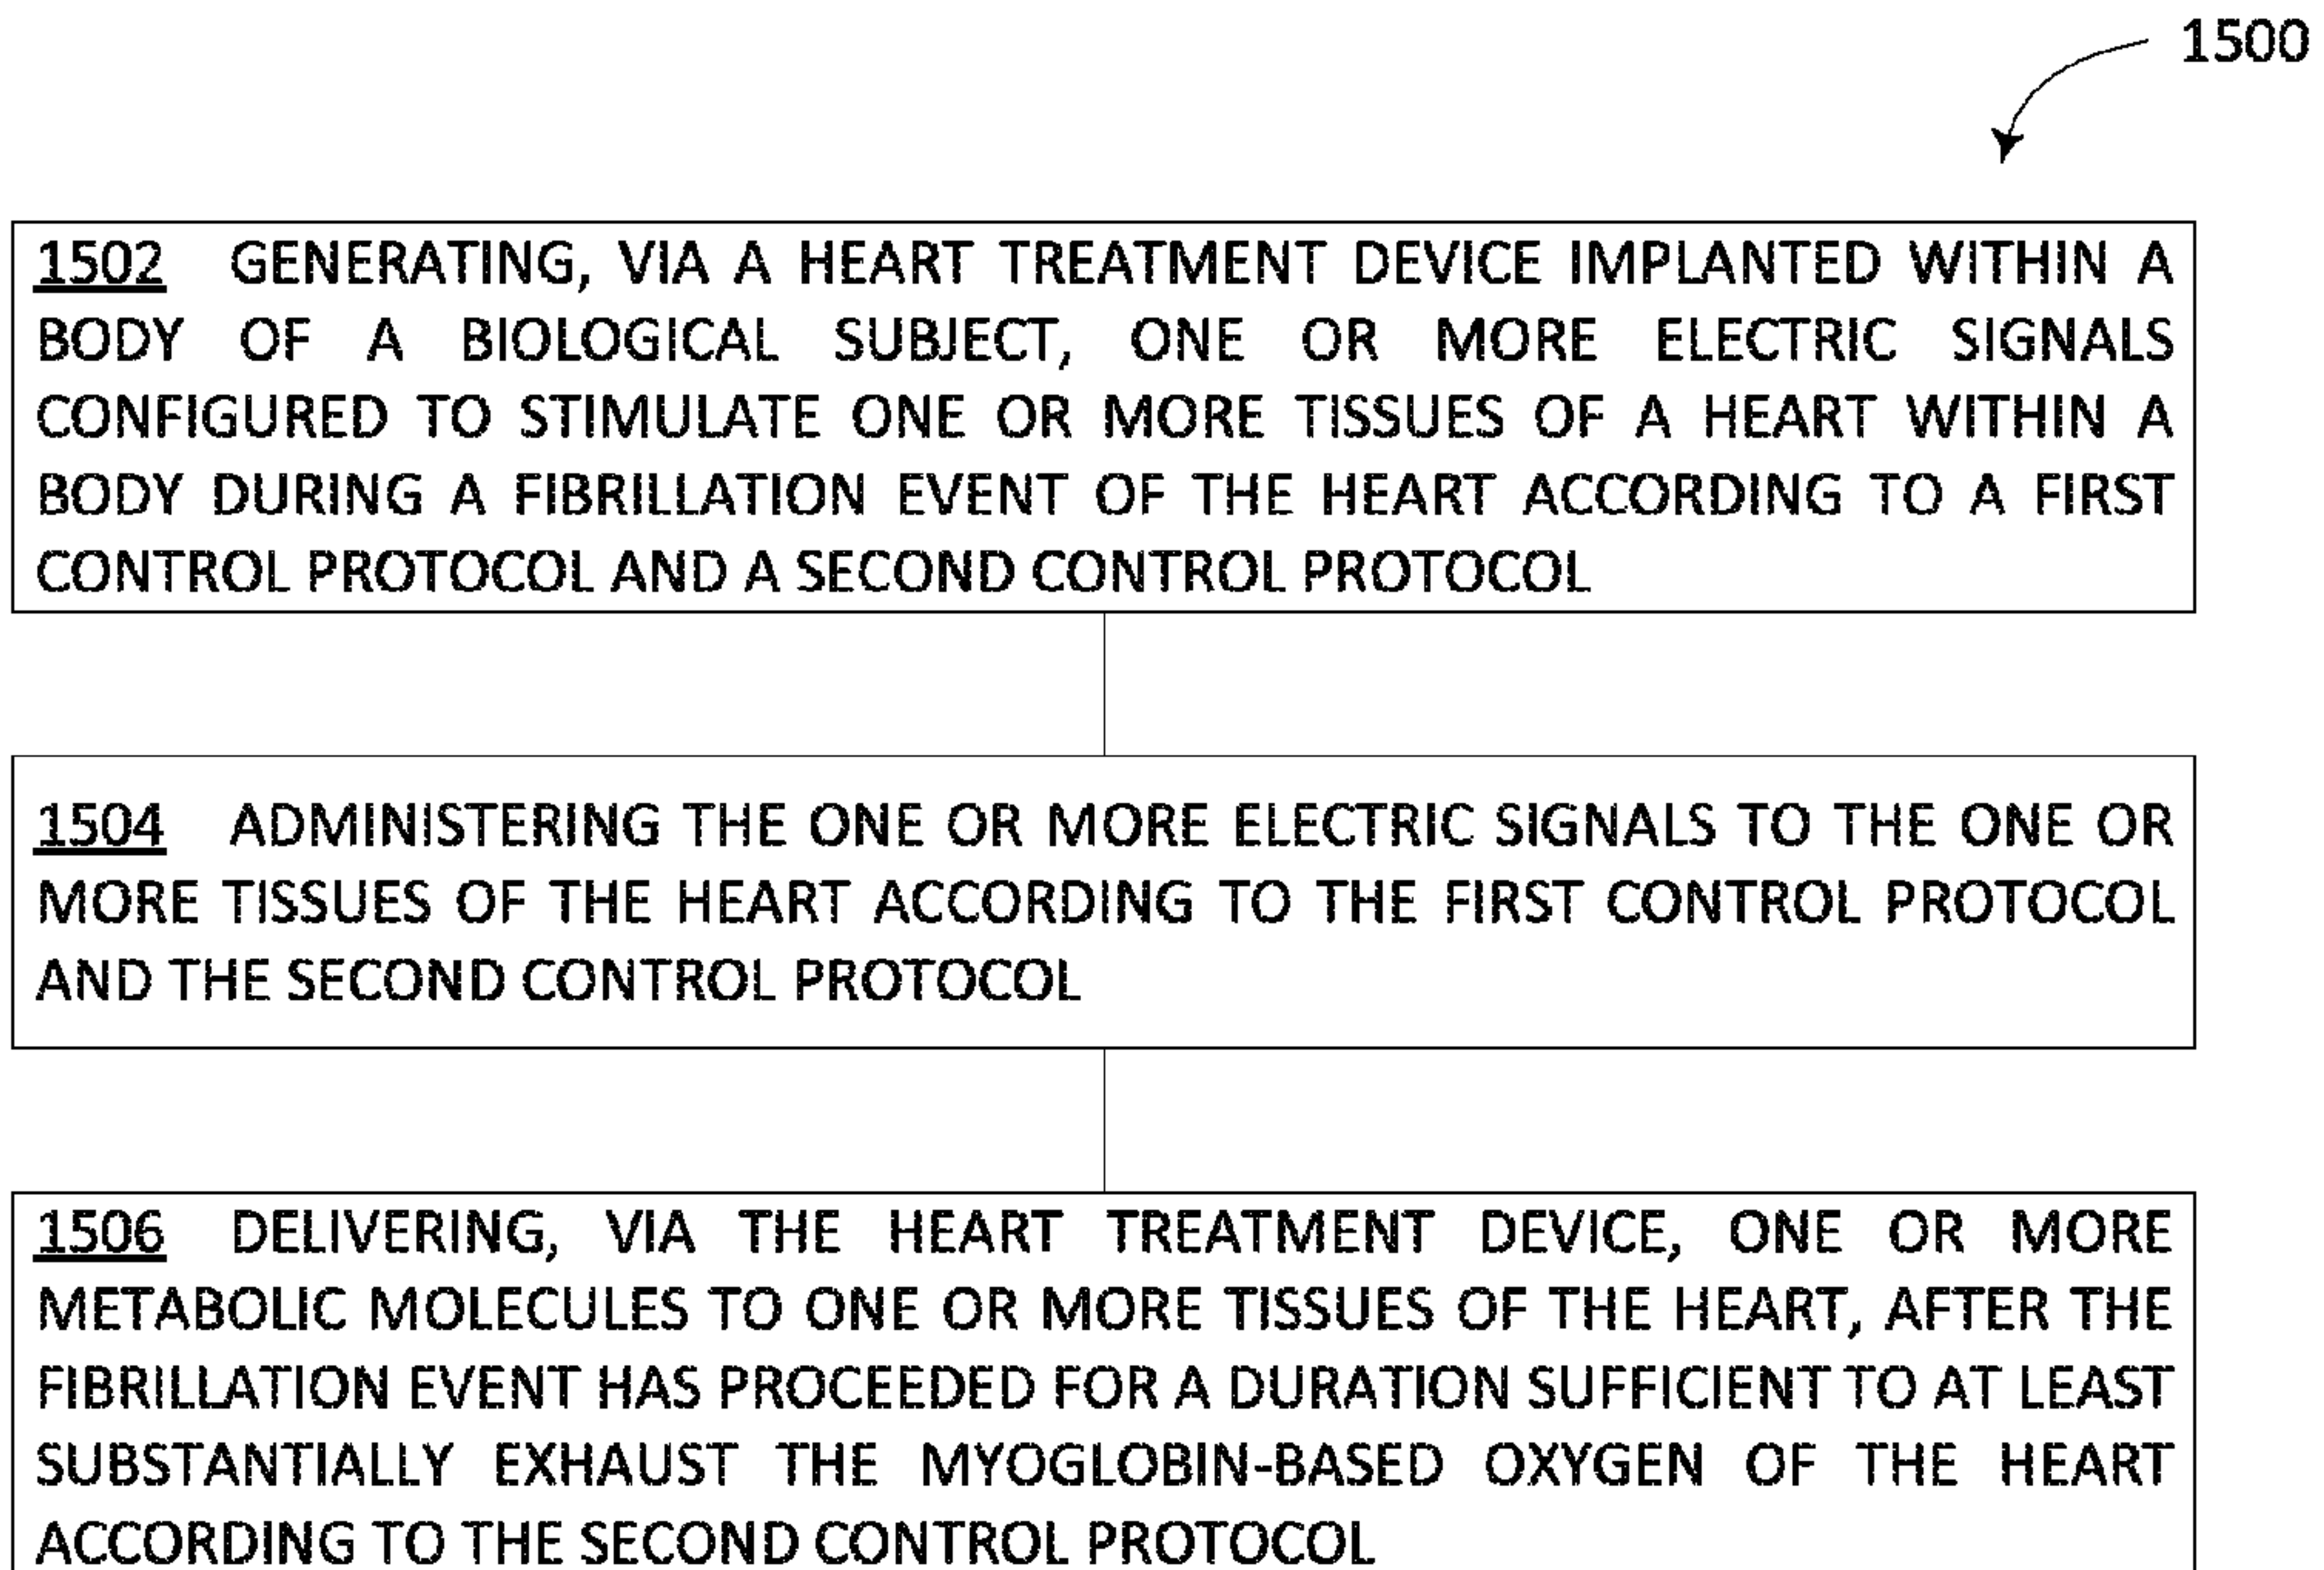 1500
1502 GENERATING, VIA A HEART TREATMENT DEVICE IMPLANTED WITHIN A
BODY OF A BIOLOGICAL SUBJECT, ONE OR MORE ELECTRIC SIGNALS
CONFIGURED TO STIMULATE ONE OR MORE TISSUES OF A HEART WITHIN A
BODY DURING A FIBRILLATION EVENT OF THE HEART ACCORDING TO A FIRST
CONTROL PROTOCOL AND A SECOND CONTROL PROTOCOL
1504 ADMINISTERING THE ONE OR MORE ELECTRIC SIGNALS TO THE ONE OR
MORE TISSUES OF THE HEART ACCORDING TO THE FIRST CONTROL PROTOCOL
AND THE SECOND CONTROL PROTOCOL
1506 DELIVERING, VIA THE HEART TREATMENT DEVICE, ONE OR MORE
METABOLIC MOLECULES TO ONE OR MORE TISSUES OF THE HEART, AFTER THE
FIBRILLATION EVENT HAS PROCEEDED FOR A DURATION SUFFICIENT TO AT LEAST
SUBSTANTIALLY EXHAUST THE MYOGLOBIN-BASED OXYGEN OF THE HEART
ACCORDING TO THE SECOND CONTROL PROTOCOL